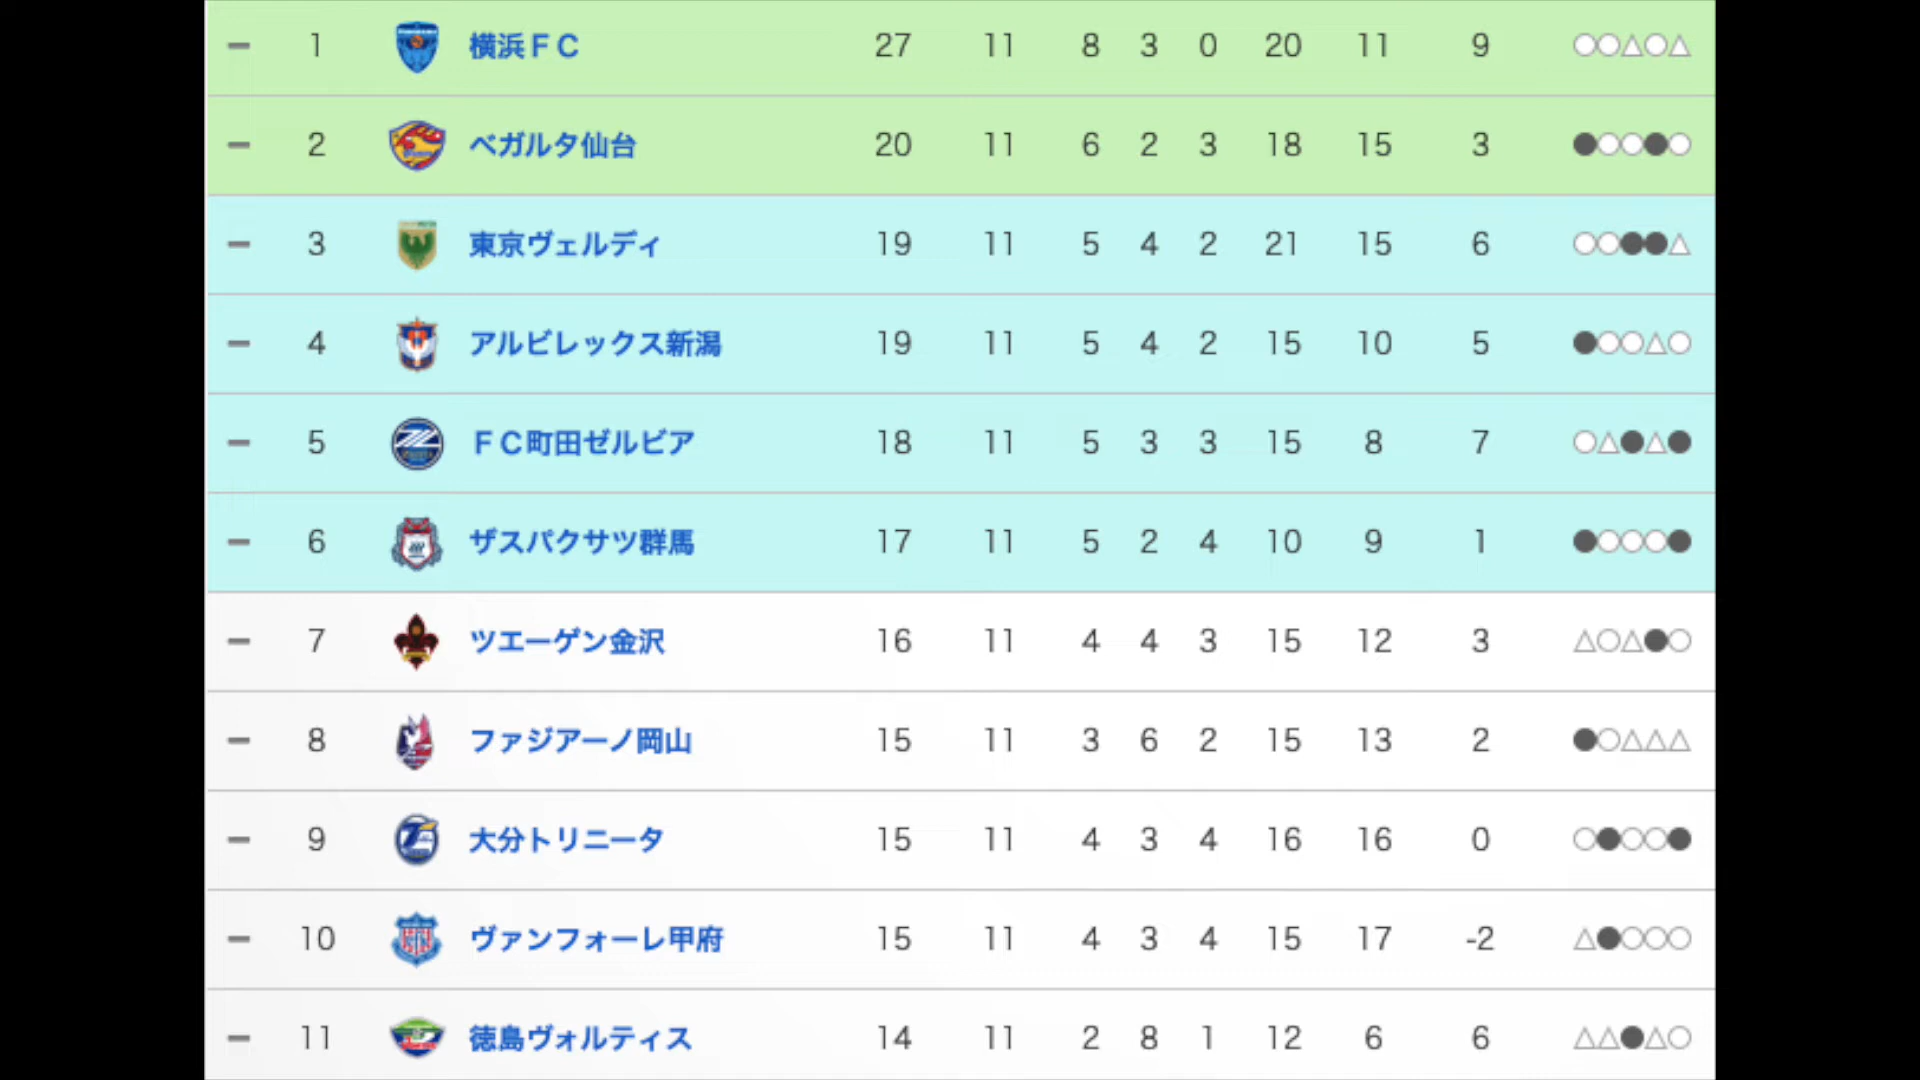 − 1 横浜ＦＣ 27 11 8 3 0 20 11 9 ○○△○△
− 2 ベガルタ仙台 20 11 6 2 3 18 15 3 ●○○●○
− 3 東京ヴェルディ 19 11 5 4 2 21 15 6 ○○●●△
− 4 アルビレックス新潟 19 11 5 4 2 15 10 5 ●○○△○
− 5 ＦＣ町田ゼルビア 18 11 5 3 3 15 8 7 ○△●△●
− 6 ザスパクサツ群馬 17 11 5 2 4 10 9 1 ●○○○●
− 7 ツエーゲン金沢 16 11 4 4 3 15 12 3 △○△●○
− 8 ファジアーノ岡山 15 11 3 6 2 15 13 2 ●○△△△
− 9 大分トリニータ 15 11 4 3 4 16 16 0 ○●○○●
− 10 ヴァンフォーレ甲府 15 11 4 3 4 15 17 -2 △●○○○
− 11 徳島ヴォルティス 14 11 2 8 1 12 6 6 △△●△○